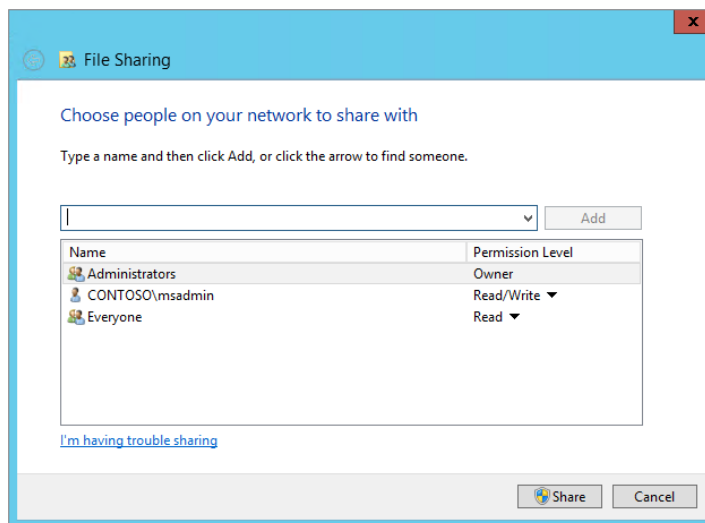 x
File Sharing
Choose people on your network to share with
Type a name and then click Add, or click the arrow to find someone.
Add
Name Permission Level
Administrators Owner
CONTOSO\msadmin Read/Write
Everyone Read
I'm having trouble sharing
Share Cancel